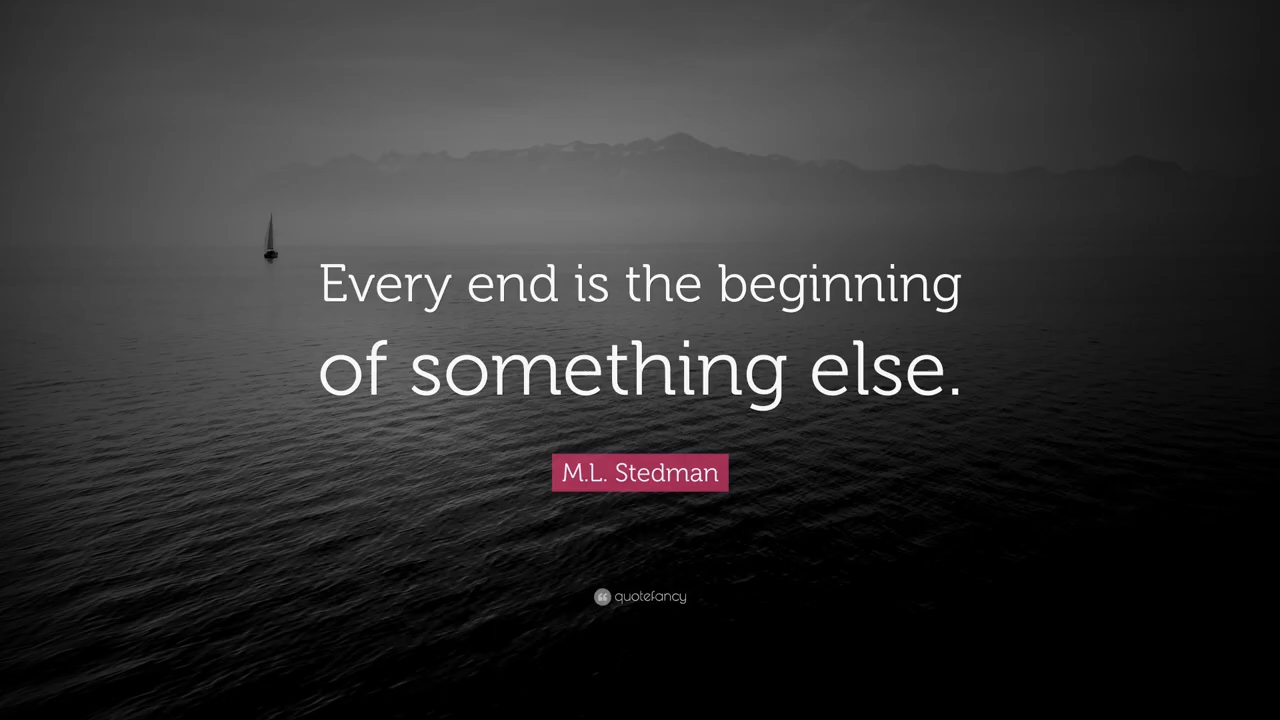 Every end is the beginning
of something else.
M.L. Stedman
quotefancy